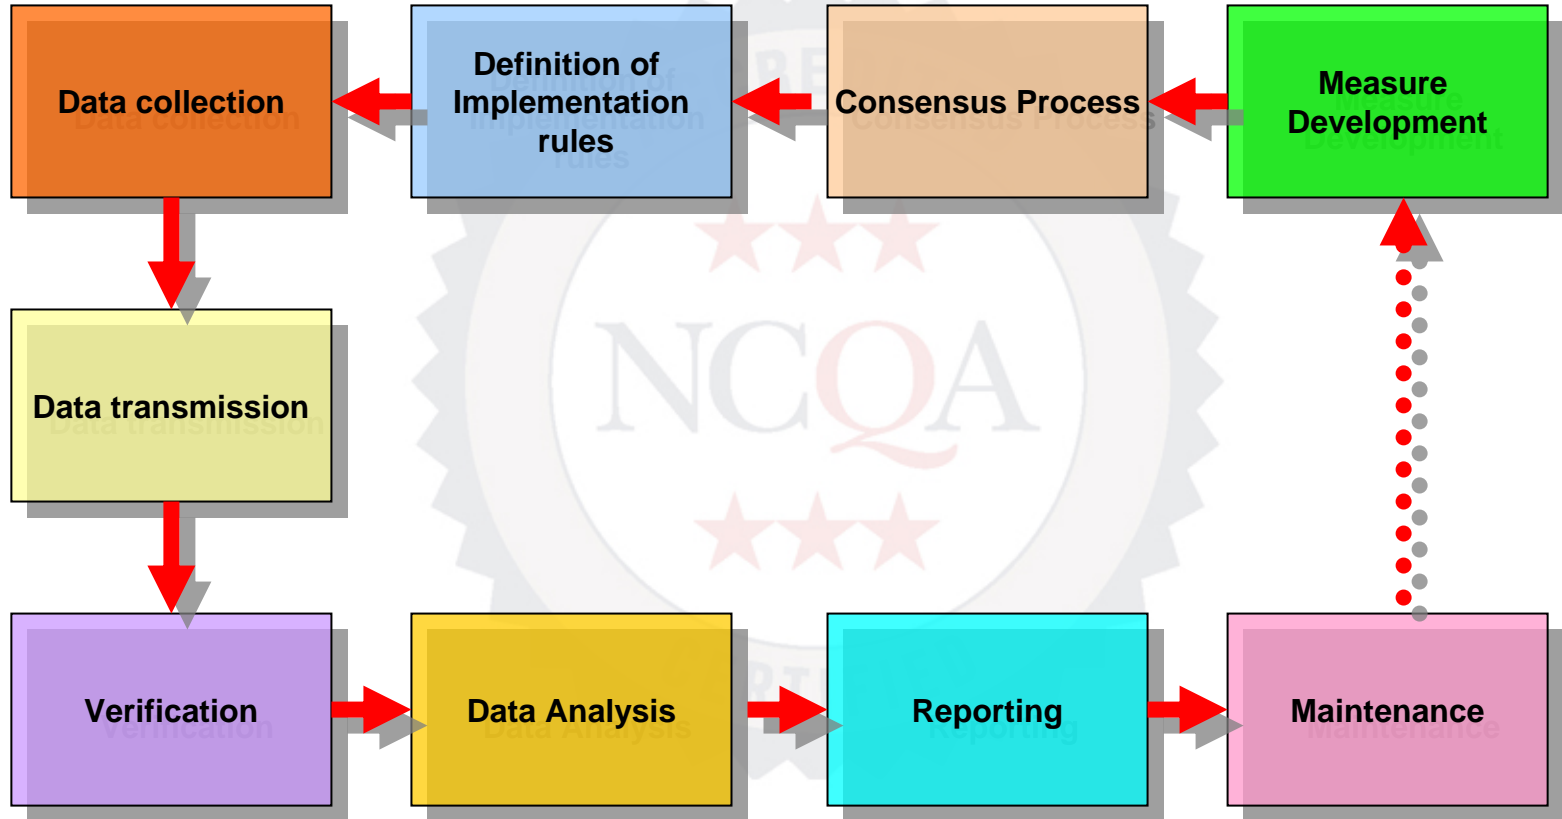 Data collection
Definition of
Implementation
rules
Consensus Process
Measure
Development
Data transmission
NCQA
Verification
Data Analysis
Reporting
Maintenance